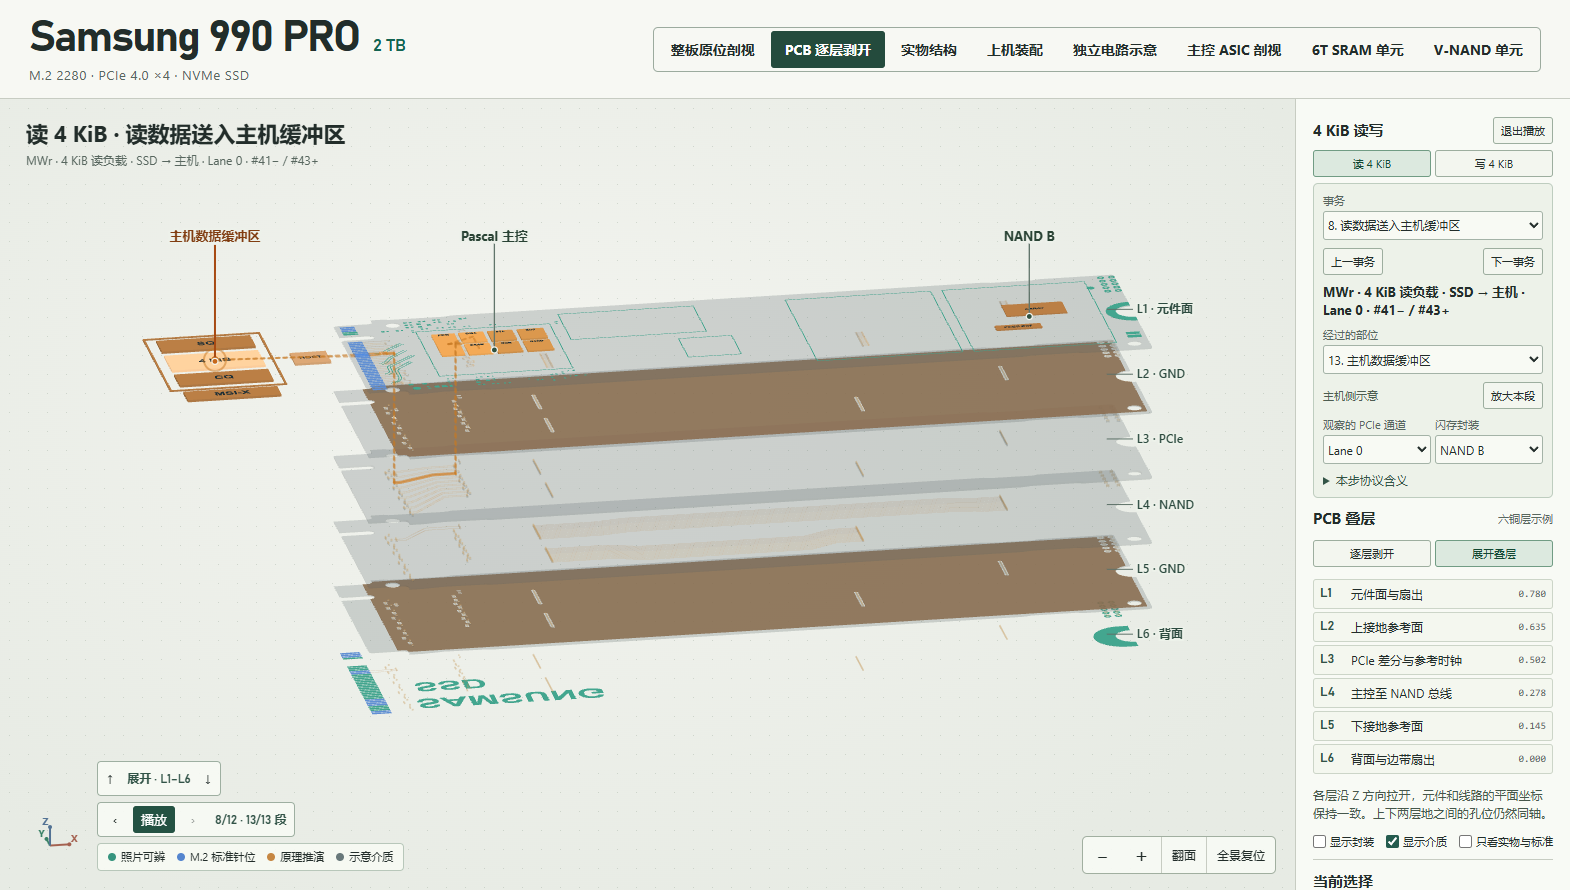 Samsung 990 PRO 2 TB
M.2 2280 · PCIe 4.0 ×4 · NVMe SSD
整板原位剖视
PCB 逐层剥开
实物结构
上机装配
独立电路示意
主控 ASIC 剖视
6T SRAM 单元
V-NAND 单元
读 4 KiB · 读数据送入主机缓冲区
MWr · 4 KiB 读负载 · SSD → 主机 · Lane 0 · #41− / #43+
主机数据缓冲区
Pascal 主控
NAND B
L1 · 元件面
L2 · GND
L3 · PCIe
L4 · NAND
L5 · GND
L6 · 背面
CQ
MSI-X
SSD
SAMSUNG
↑ 展开 · L1–L6 ↓
‹ 播放 › 8/12 · 13/13 段
照片可辨
M.2 标准针位
原理推演
示意介质
Z
Y
X
− + 翻面 全景复位
4 KiB 读写
退出播放
读 4 KiB
写 4 KiB
事务
8. 读数据送入主机缓冲区
上一事务
下一事务
MWr · 4 KiB 读负载 · SSD → 主机 ·
Lane 0 · #41− / #43+
经过的部位
13. 主机数据缓冲区
主机侧示意
放大本段
观察的 PCIe 通道
闪存封装
Lane 0
NAND B
本步协议含义
PCB 叠层
六铜层示例
逐层剥开
展开叠层
L1 元件面与扇出 0.780
L2 上接地参考面 0.635
L3 PCIe 差分与参考时钟 0.502
L4 主控至 NAND 总线 0.278
L5 下接地参考面 0.145
L6 背面与边带扇出 0.000
各层沿 Z 方向拉开，元件和线路的平面坐标
保持一致。上下两层地之间的孔位仍然同轴。
显示封装
显示介质
只看实物与标准
当前选择